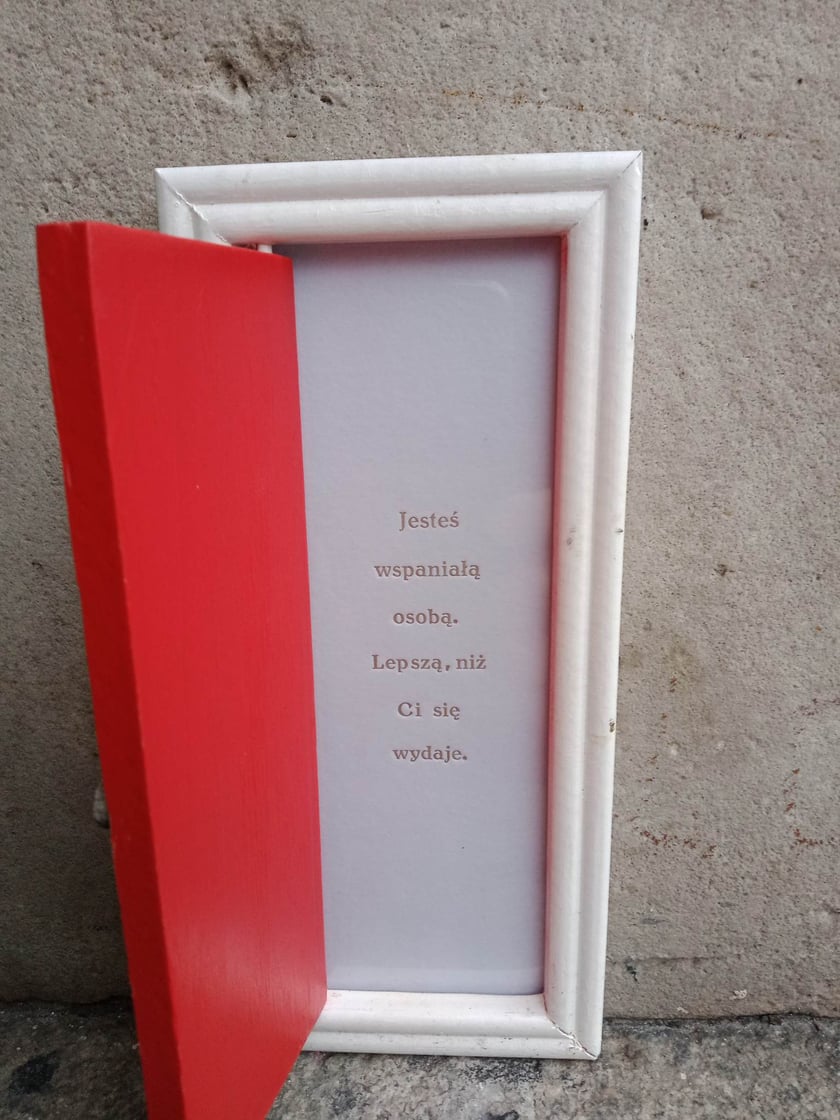 Jesteś
wspaniałą
osobą.
Lepszą, niż
Ci się
wydaje.